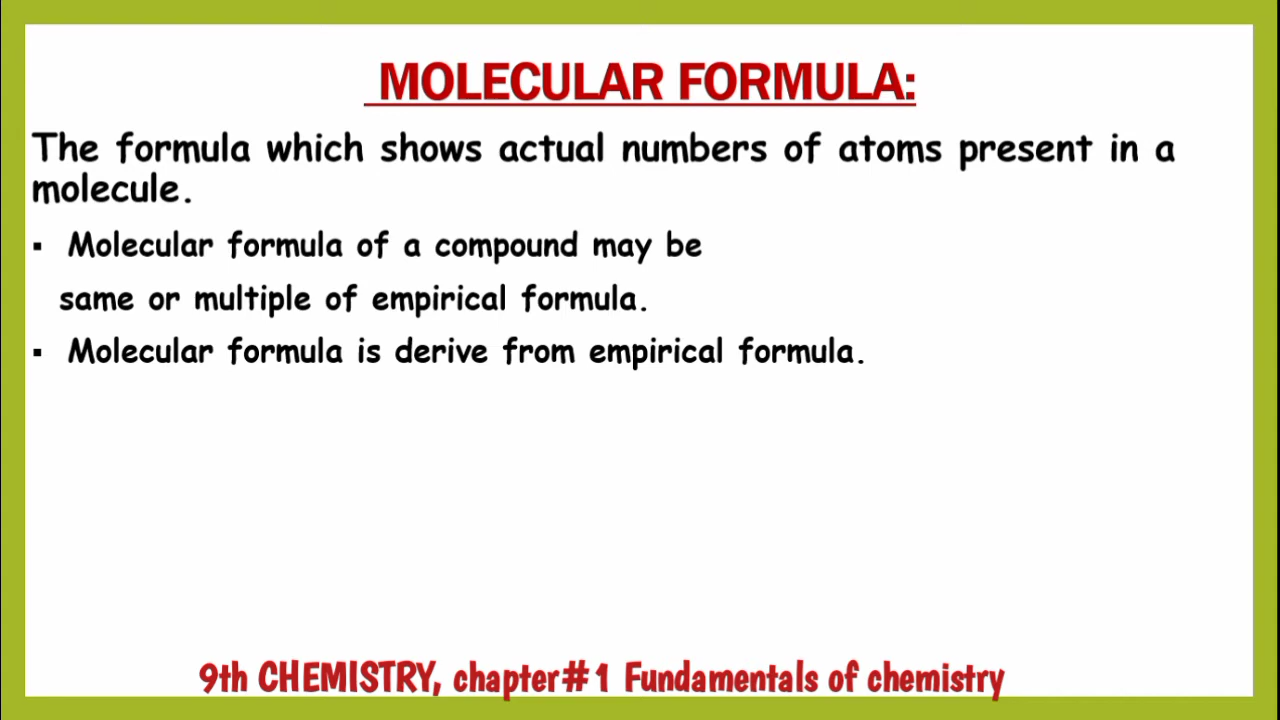 MOLECULAR FORMULA:
The formula which shows actual numbers of atoms present in a
molecule.
▪ Molecular formula of a compound may be
same or multiple of empirical formula.
▪ Molecular formula is derive from empirical formula.
9th CHEMISTRY, chapter#1 Fundamentals of chemistry